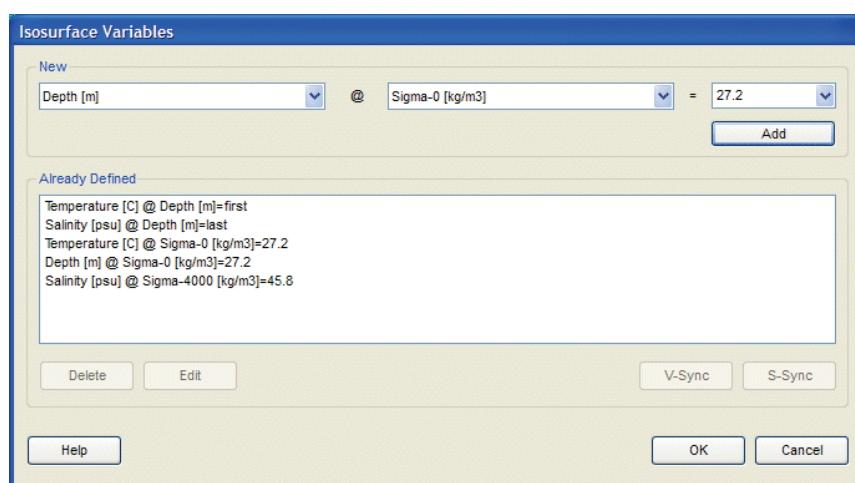 Isosurface Variables
New
Depth [m] @ Sigma-0 [kg/m3] = 27.2
Add
Already Defined
Temperature [C] @ Depth [m]=first
Salinity [psu] @ Depth [m]=last
Temperature [C] @ Sigma-0 [kg/m3]=27.2
Depth [m] @ Sigma-0 [kg/m3]=27.2
Salinity [psu] @ Sigma-4000 [kg/m3]=45.8
Delete Edit V-Sync S-Sync
Help OK Cancel